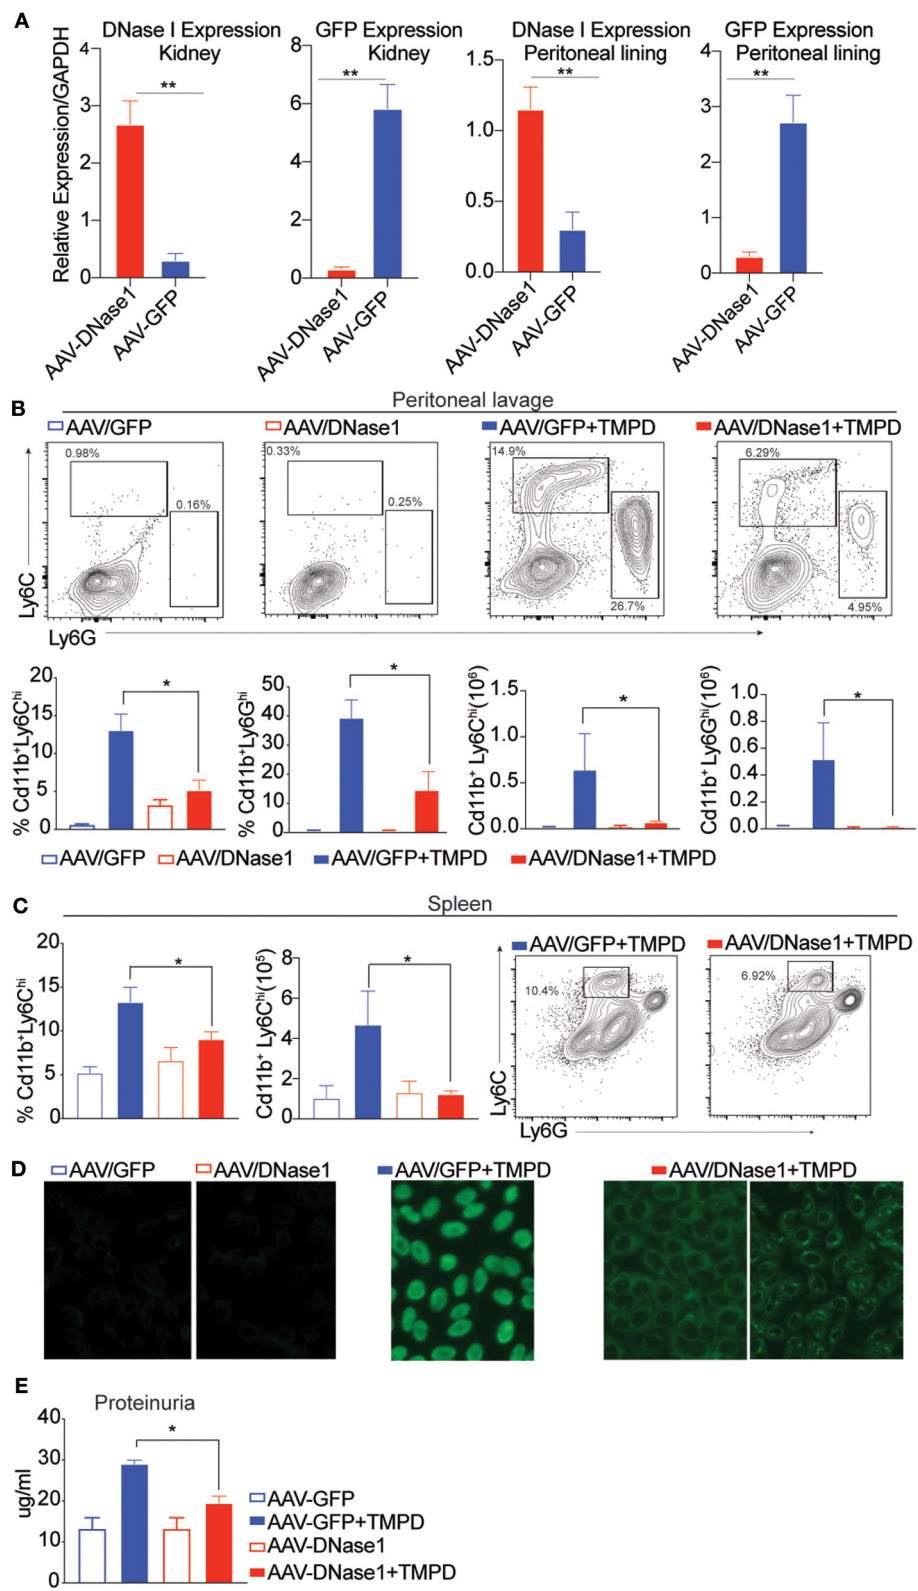 A
DNase I Expression
Kidney
GFP Expression
Kidney
DNase I Expression
Peritoneal lining
GFP Expression
Peritoneal lining
Relative Expression/GAPDH
4
3
2
1
0
**
AAV-DNase1
AAV-GFP
8
6
4
2
0
**
AAV-DNase1
AAV-GFP
1.5
1.0
0.5
0.0
**
AAV-DNase1
AAV-GFP
4
3
2
1
0
**
AAV-DNase1
AAV-GFP
B
Peritoneal lavage
AAV/GFP
AAV/DNase1
AAV/GFP+TMPD
AAV/DNase1+TMPD
0.98%
0.16%
0.33%
0.25%
14.9%
26.7%
6.29%
4.95%
Ly6C
Ly6G
% Cd11b⁺Ly6Cʰⁱ
20
15
10
5
0
*
% Cd11b⁺Ly6Gʰⁱ
50
40
30
20
10
0
*
Cd11b⁺ Ly6Cʰⁱ(10⁶)
1.5
1.0
0.5
0.0
*
Cd11b⁺ Ly6Gʰⁱ(10⁶)
1.0
0.8
0.6
0.4
0.2
0.0
*
AAV/GFP AAV/DNase1 AAV/GFP+TMPD AAV/DNase1+TMPD
C
Spleen
% Cd11b⁺Ly6Cʰⁱ
20
15
10
5
0
*
Cd11b⁺ Ly6Cʰⁱ(10⁵)
8
6
4
2
0
*
AAV/GFP+TMPD
AAV/DNase1+TMPD
10.4%
6.92%
Ly6C
Ly6G
D
AAV/GFP
AAV/DNase1
AAV/GFP+TMPD
AAV/DNase1+TMPD
E
Proteinuria
ug/ml
40
30
20
10
0
*
AAV-GFP
AAV-GFP+TMPD
AAV-DNase1
AAV-DNase1+TMPD